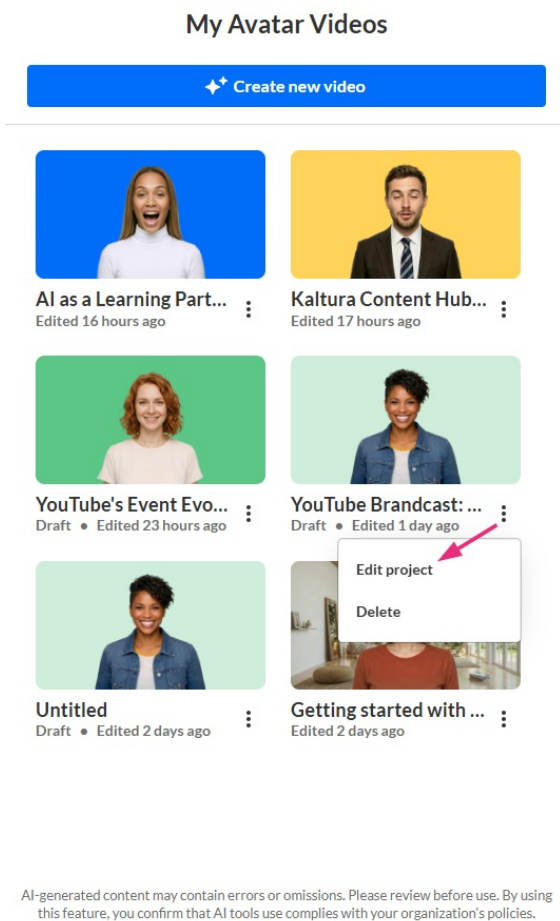 My Avatar Videos
Create new video
AI as a Learning Part...
Edited 16 hours ago
Kaltura Content Hub...
Edited 17 hours ago
YouTube's Event Evo...
Draft • Edited 23 hours ago
YouTube Brandcast: ...
Draft • Edited 1 day ago
Edit project
Delete
Untitled
Draft • Edited 2 days ago
Getting started with ...
Edited 2 days ago
AI-generated content may contain errors or omissions. Please review before use. By using
this feature, you confirm that AI tools use complies with your organization's policies.